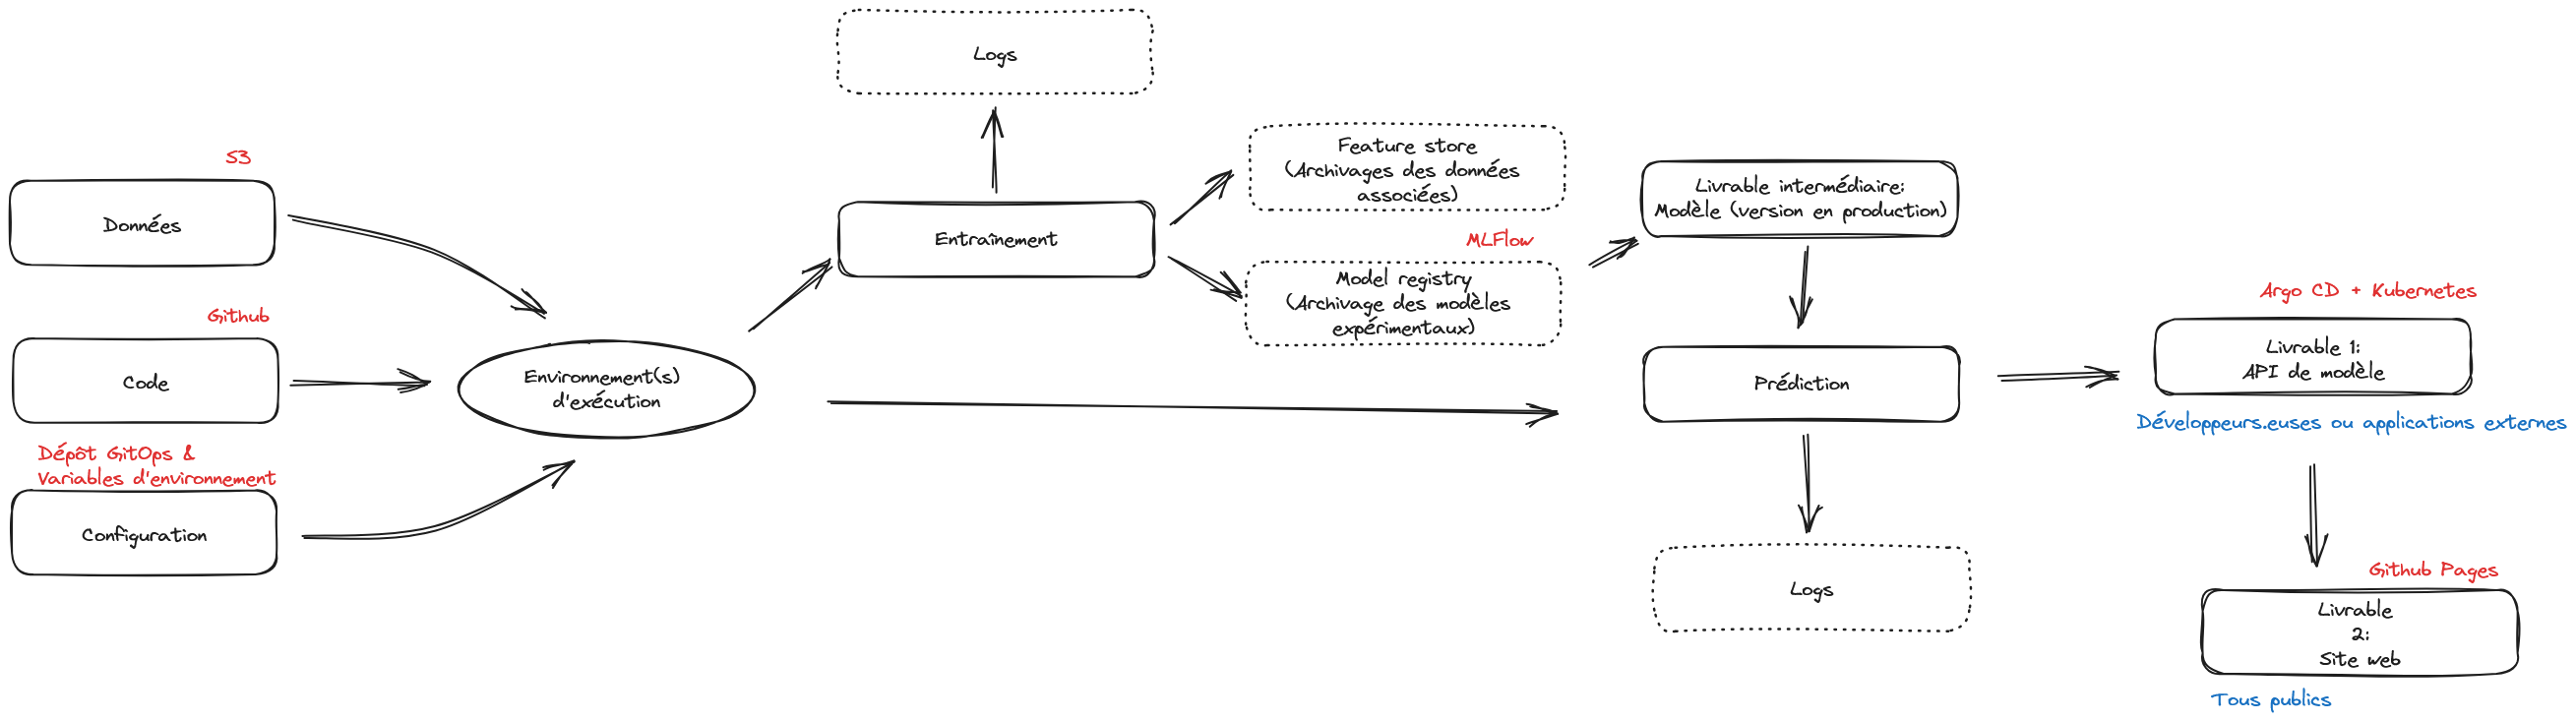 Logs
S3
Données
Github
Code
Dépôt GitOps &
Variables d'environnement
Configuration
Environnement(s)
d'exécution
Entraînement
Feature store
(Archivages des données
associées)
MLFlow
Model registry
(Archivage des modèles
expérimentaux)
Livrable intermédiaire:
Modèle (version en production)
Prédiction
Logs
Argo CD + Kubernetes
Livrable 1:
API de modèle
Développeurs.euses ou applications externes
Github Pages
Livrable
2:
Site web
Tous publics